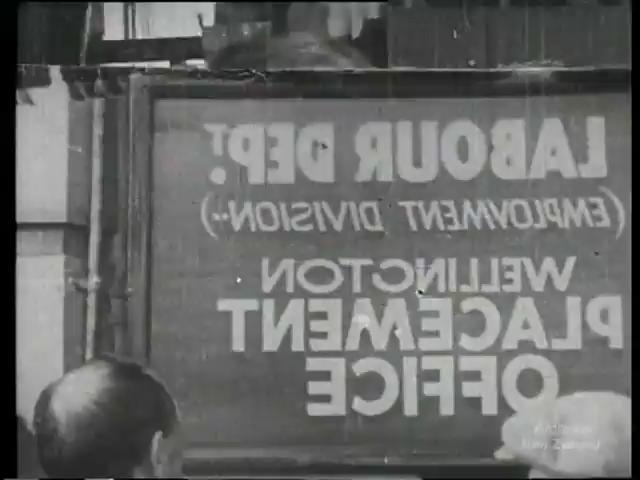 LABOUR DEPT.
(EMPLOYMENT DIVISION--)
WELLINGTON
PLACEMENT
OFFICE